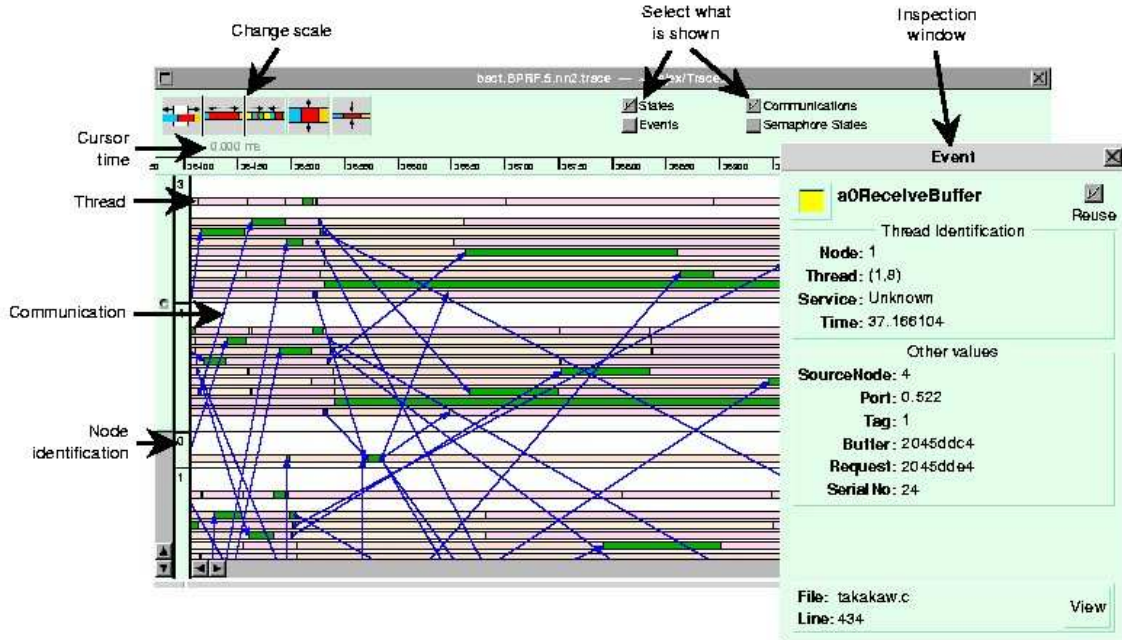 Change scale
Select what
is shown
Inspection
window
States
Communications
Events
Semaphore States
Cursor
time
0.000 ms
Event
3
Thread
a0ReceiveBuffer
Reuse
Thread Identification
Node: 1
Thread: (1,8)
Service: Unknown
Time: 37.166104
Communication
Other values
SourceNode: 4
Port: 0.522
Tag: 1
Buffer: 2045ddc4
Request: 2045dde4
Serial No: 24
Node
identification
0
1
File: takakaw.c
Line: 434
View